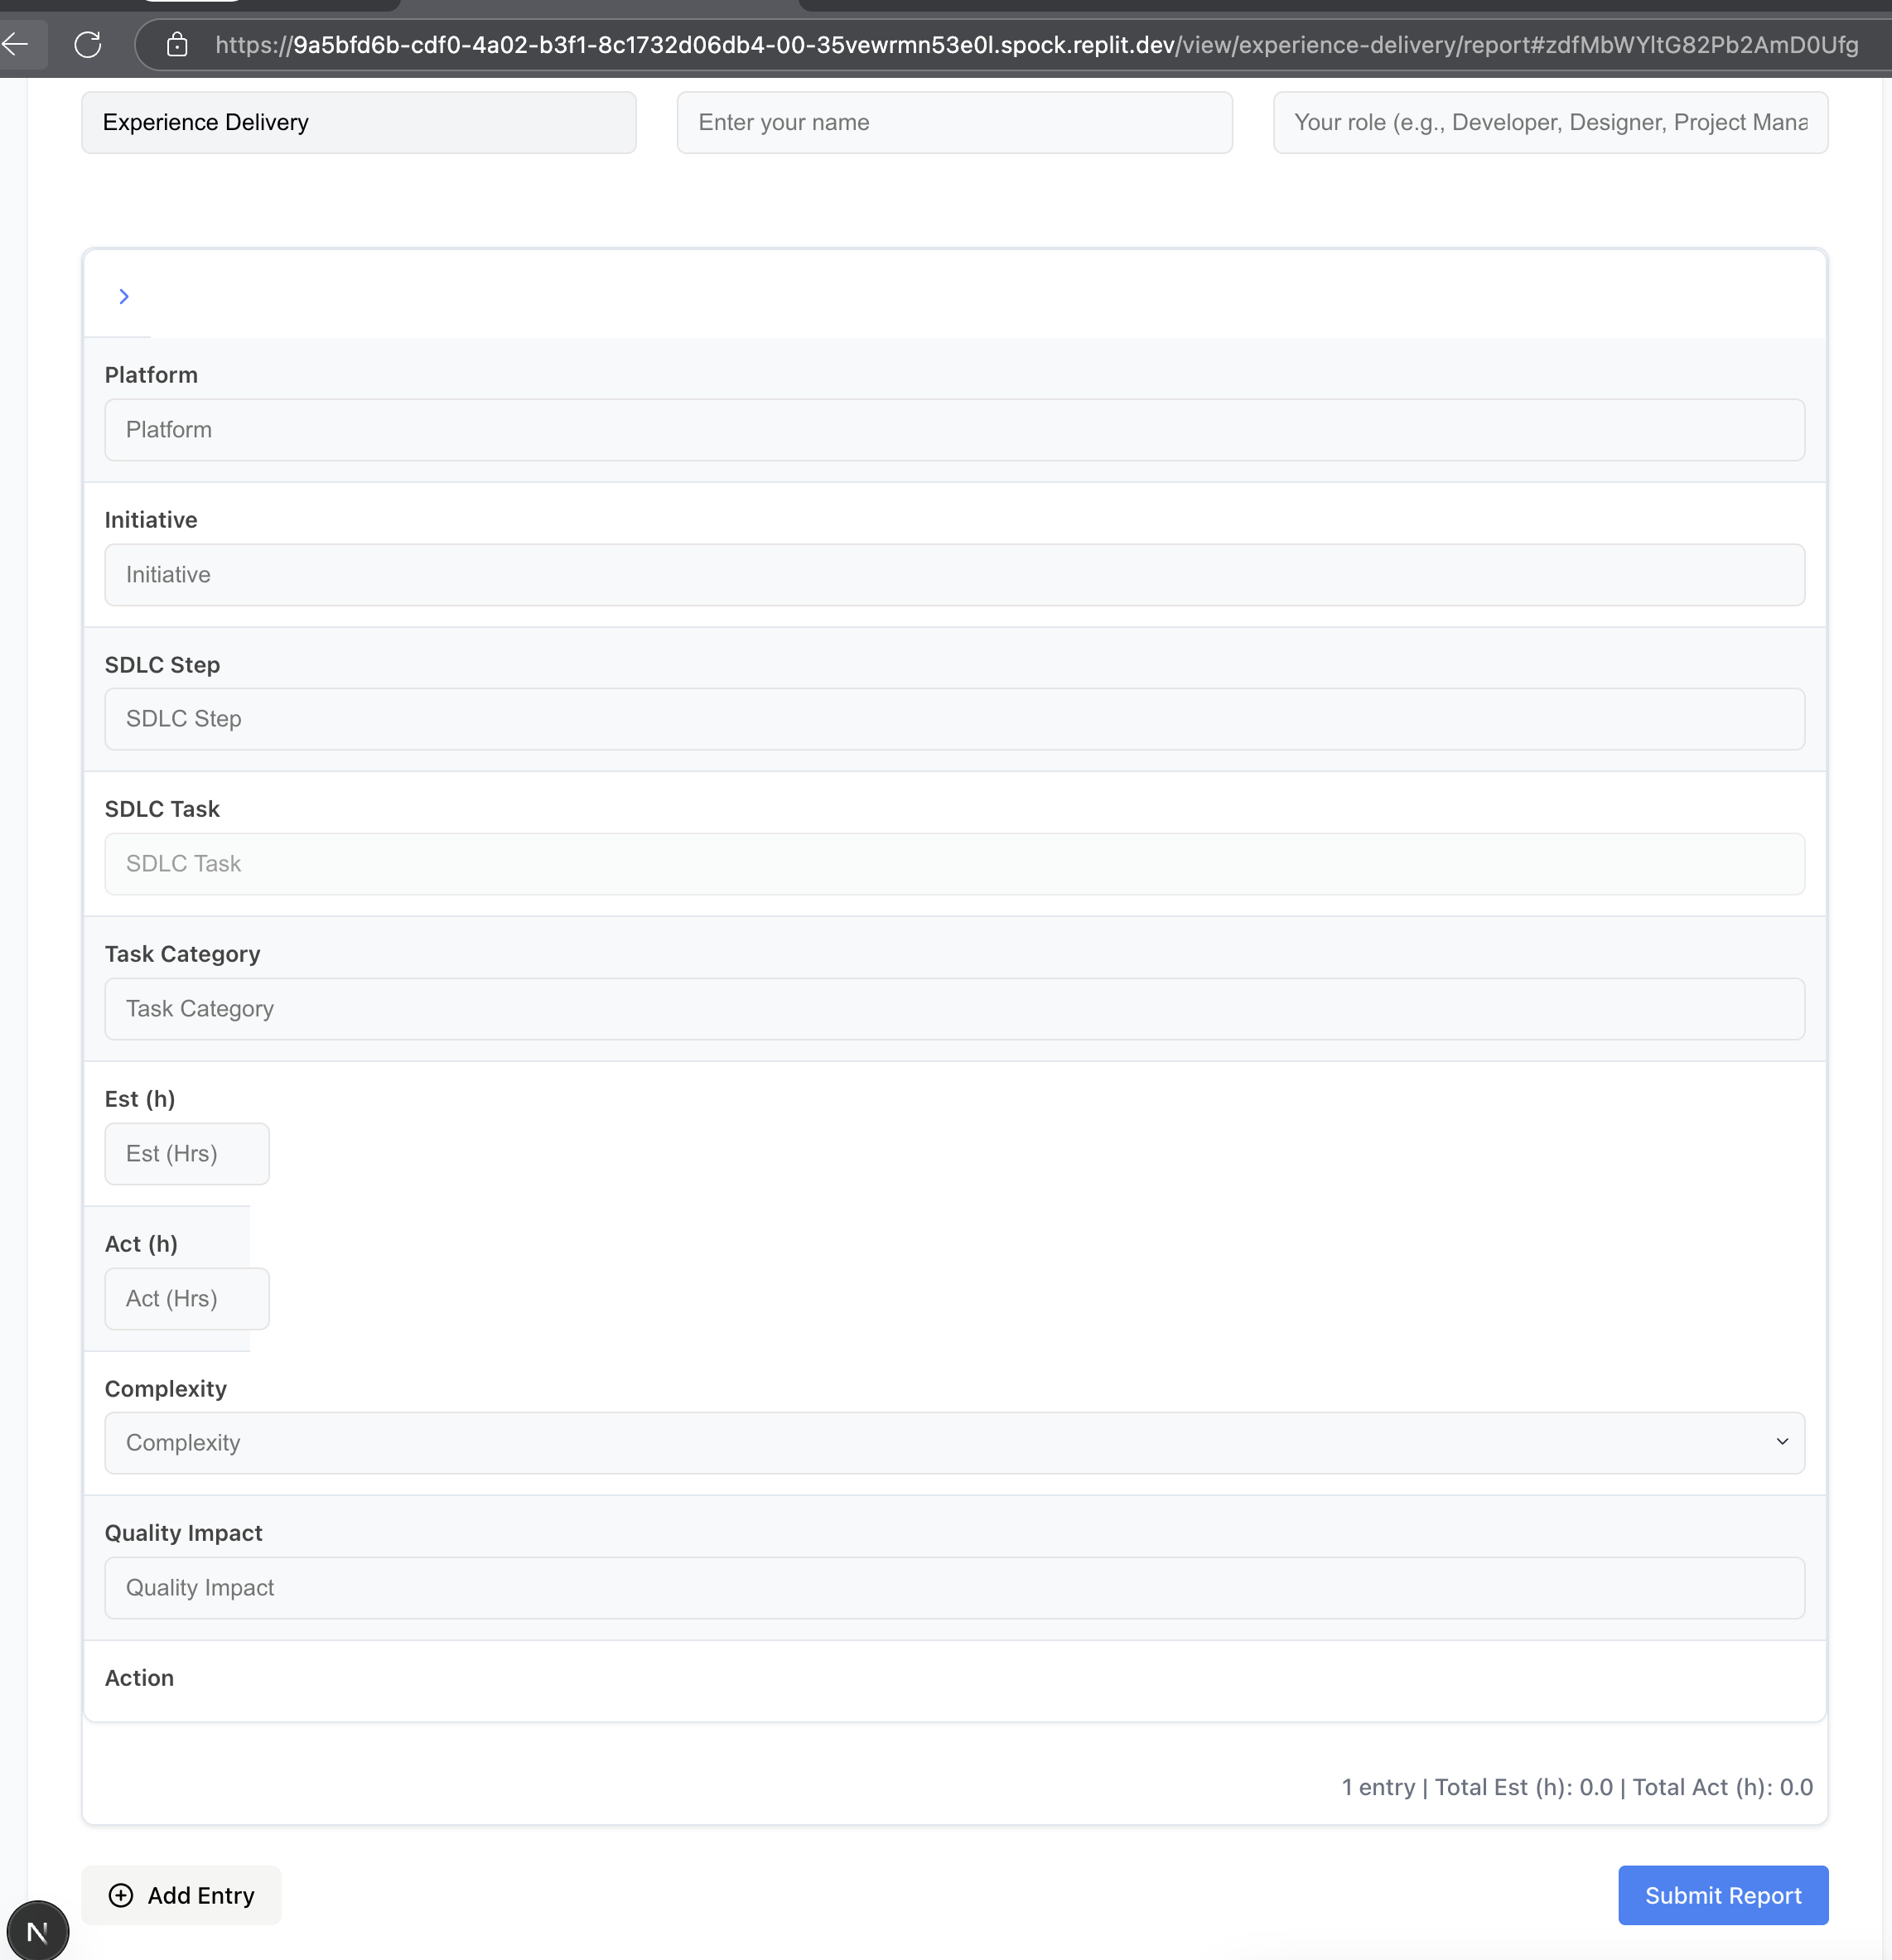 https://9a5bfd6b-cdf0-4a02-b3f1-8c1732d06db4-00-35vewrmn53e0l.spock.replit.dev/view/experience-delivery/report#zdfMbWYltG82Pb2AmD0Ufg
Experience Delivery
Enter your name
Your role (e.g., Developer, Designer, Project Mana
Platform
Platform
Initiative
Initiative
SDLC Step
SDLC Step
SDLC Task
SDLC Task
Task Category
Task Category
Est (h)
Est (Hrs)
Act (h)
Act (Hrs)
Complexity
Complexity
Quality Impact
Quality Impact
Action
1 entry | Total Est (h): 0.0 | Total Act (h): 0.0
Add Entry
Submit Report
N